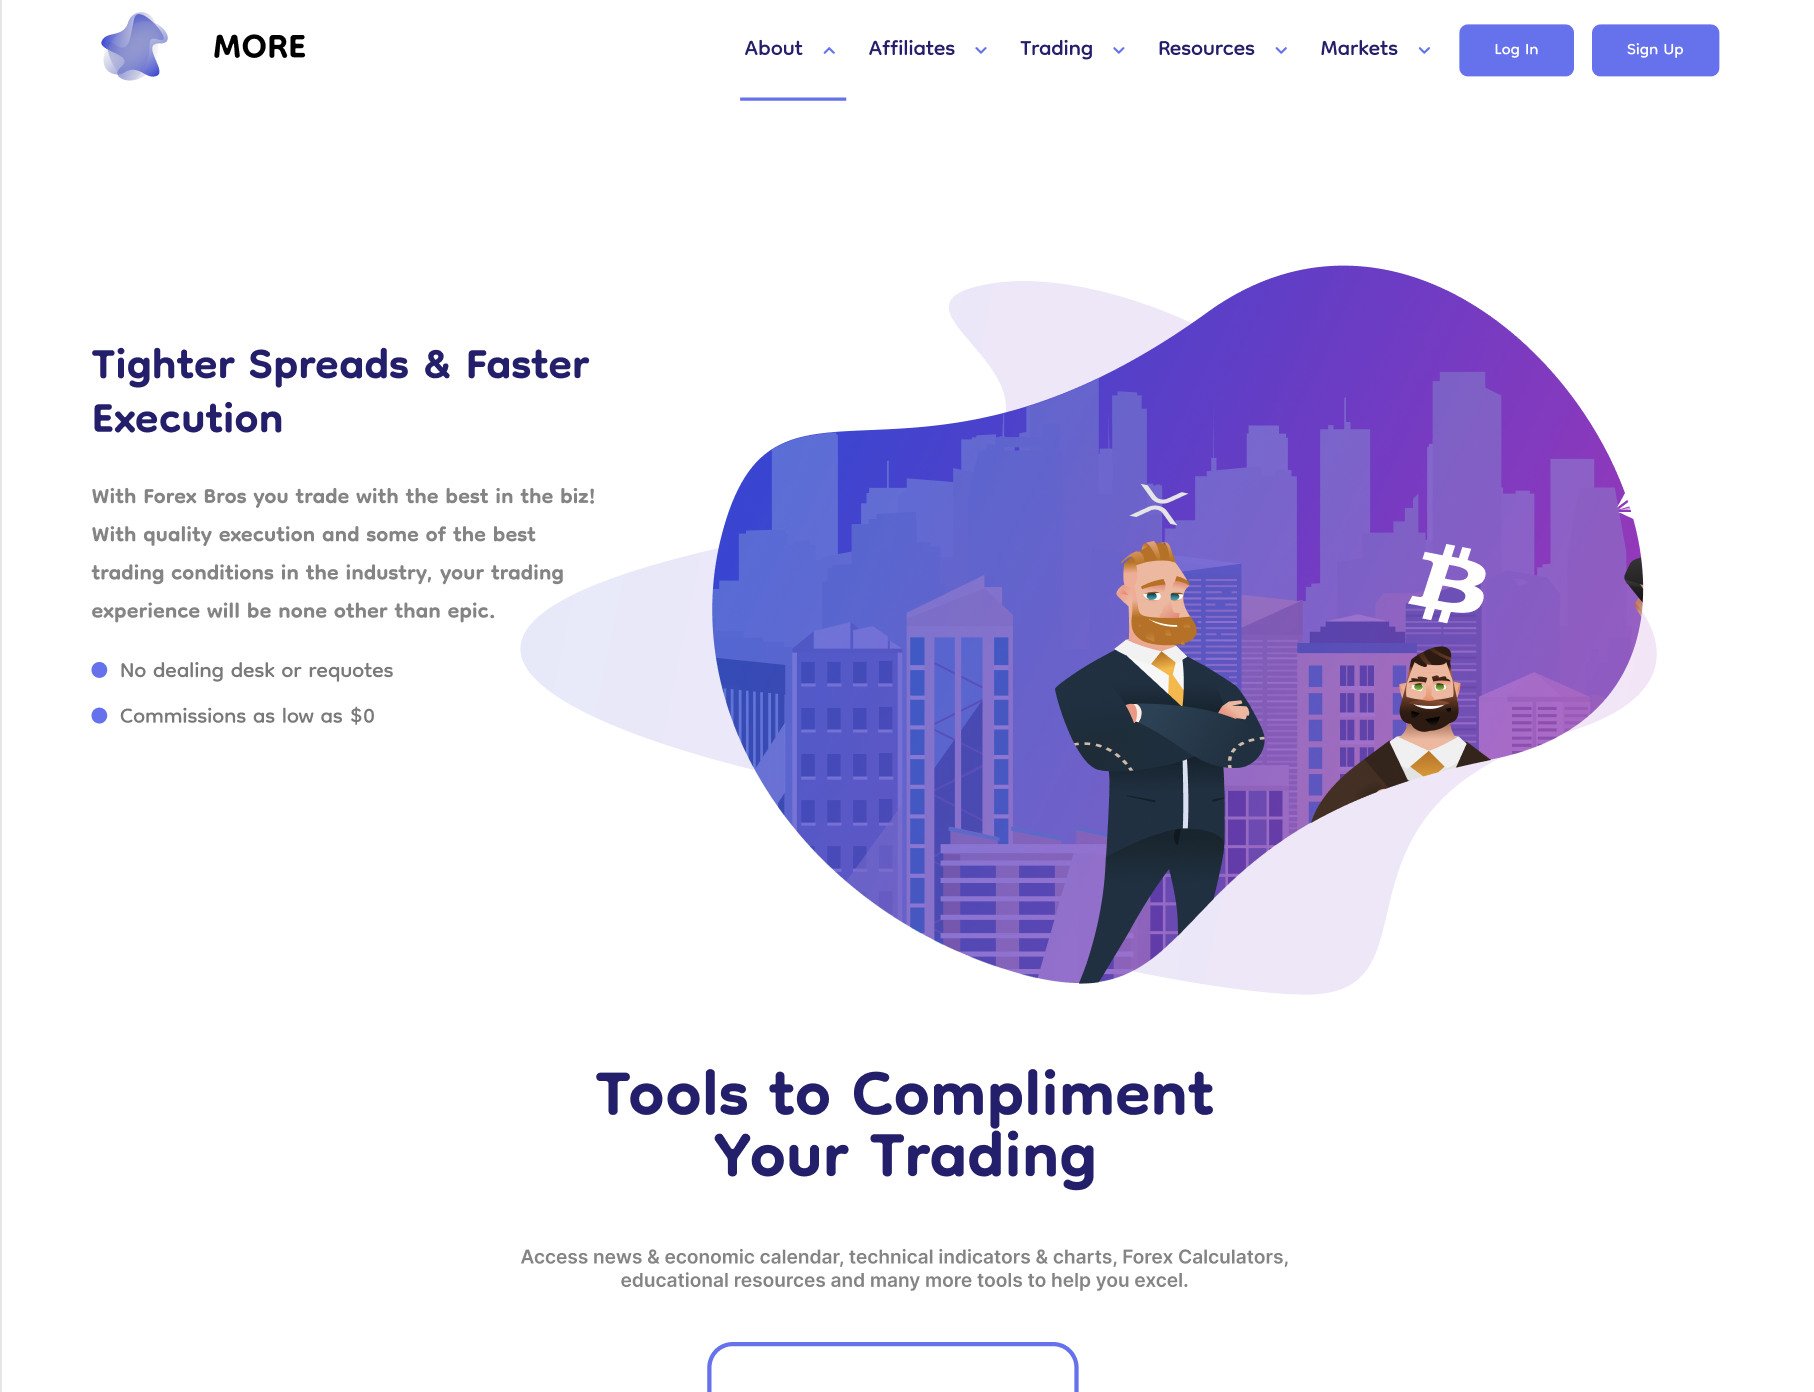 MORE
About
Affiliates
Trading
Resources
Markets
Log In
Sign Up
Tighter Spreads & Faster
Execution
With Forex Bros you trade with the best in the biz!
With quality execution and some of the best
trading conditions in the industry, your trading
experience will be none other than epic.
No dealing desk or requotes
Commissions as low as $0
Tools to Compliment
Your Trading
Access news & economic calendar, technical indicators & charts, Forex Calculators,
educational resources and many more tools to help you excel.